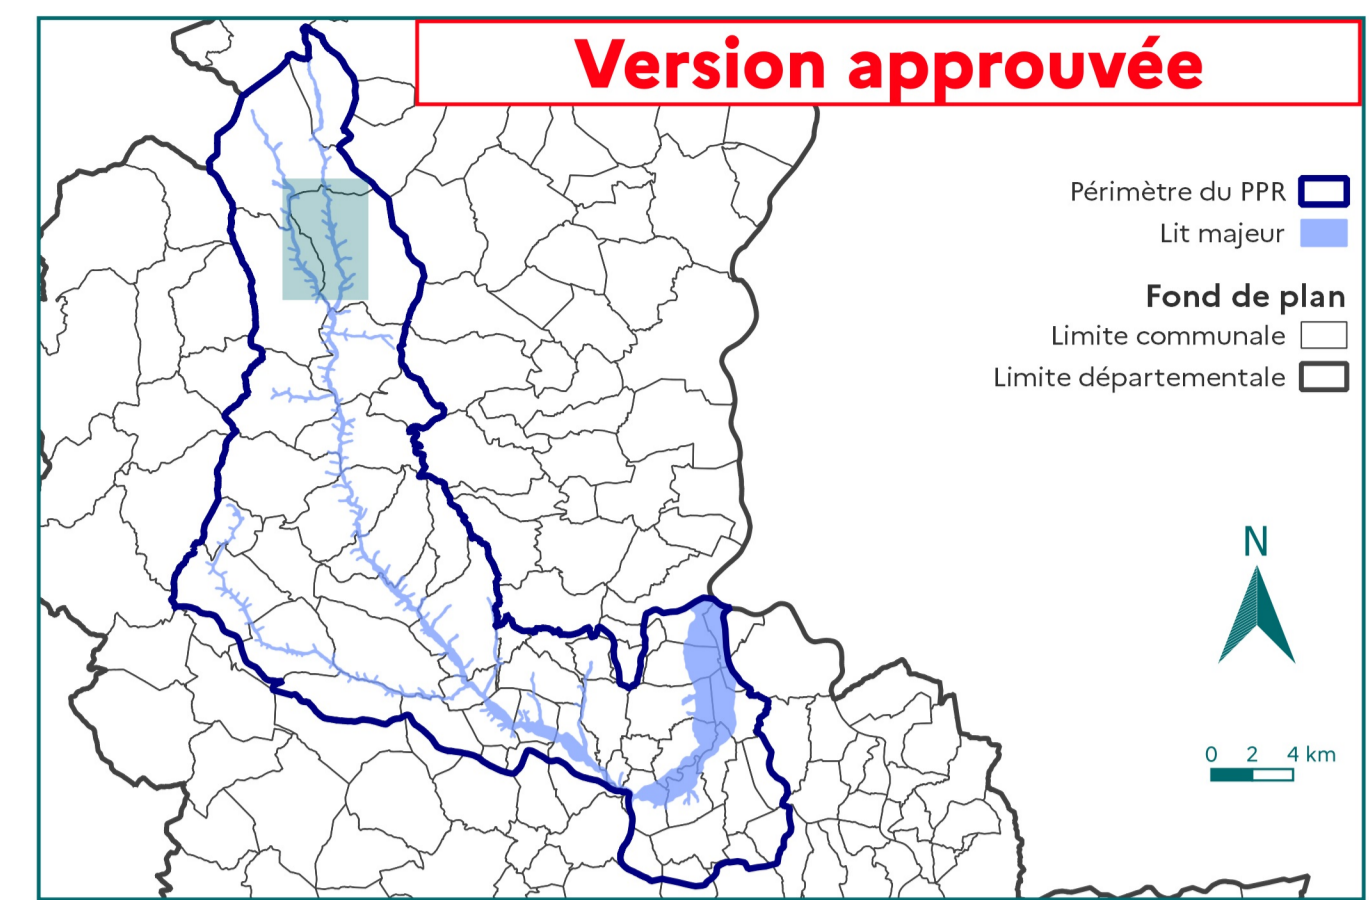 Version approuvée
Périmètre du PPR
Lit majeur
Fond de plan
Limite communale
Limite départementale
N
0 2 4 km